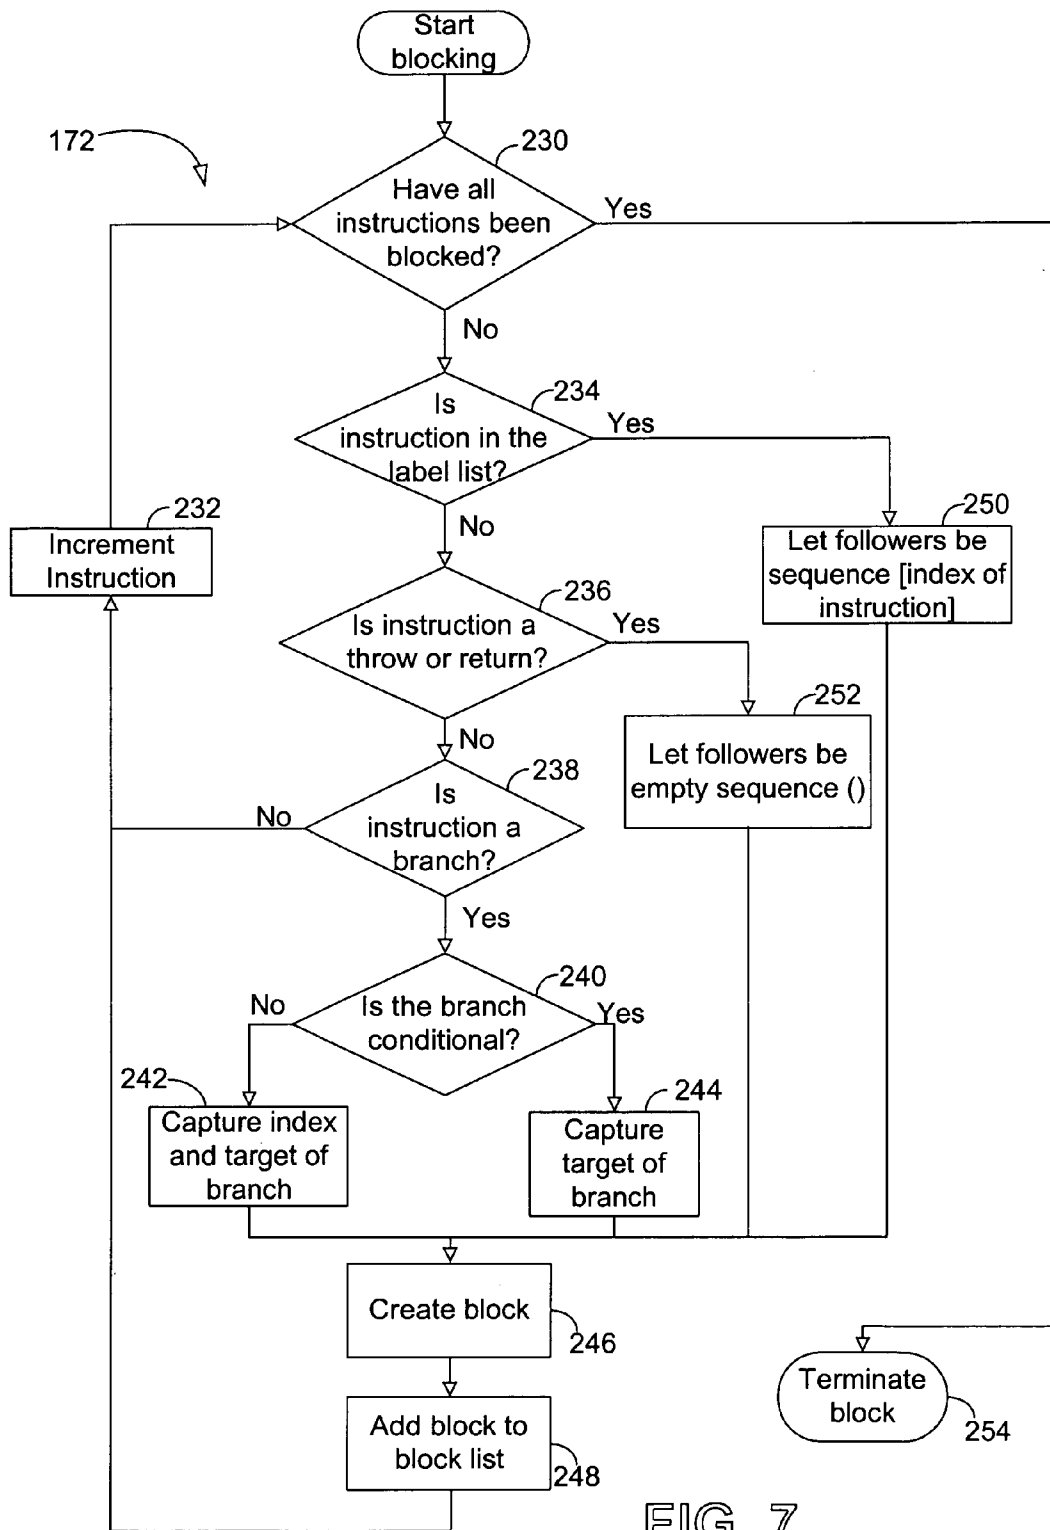 Start
blocking
172
230
Have all
instructions been
blocked?
Yes
No
234
Is
instruction in the
label list?
Yes
No
232
Increment
Instruction
250
Let followers be
sequence [index of
instruction]
236
Is instruction a
throw or return?
Yes
No
252
Let followers be
empty sequence ()
238
Is
instruction a
branch?
No
Yes
240
Is the branch
conditional?
No
Yes
242
Capture index
and target of
branch
244
Capture
target of
branch
Create block
246
Add block to
block list
248
Terminate
block
254
FIG. 7